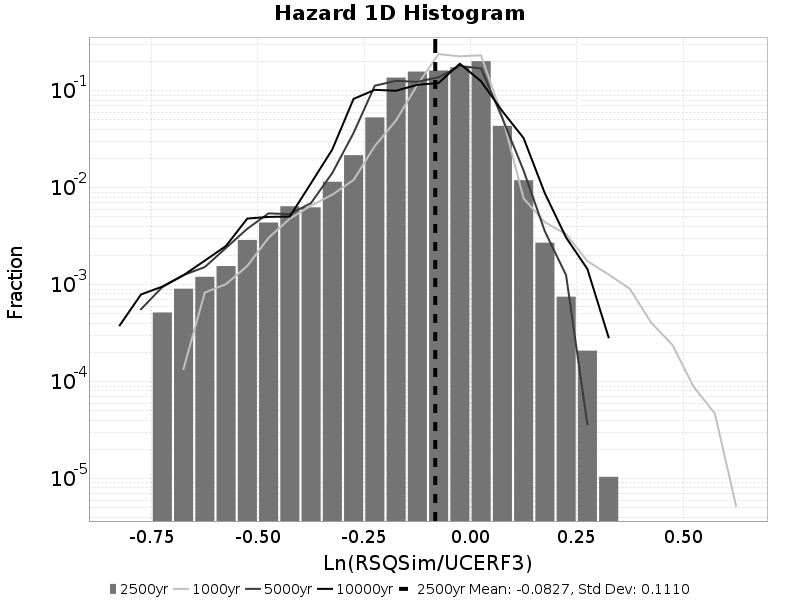 Hazard 1D Histogram
Fraction
10-1
10-2
10-3
10-4
10-5
-0.75 -0.50 -0.25 0.00 0.25 0.50
Ln(RSQSim/UCERF3)
2500yr 1000yr 5000yr 10000yr 2500yr Mean: -0.0827, Std Dev: 0.1110